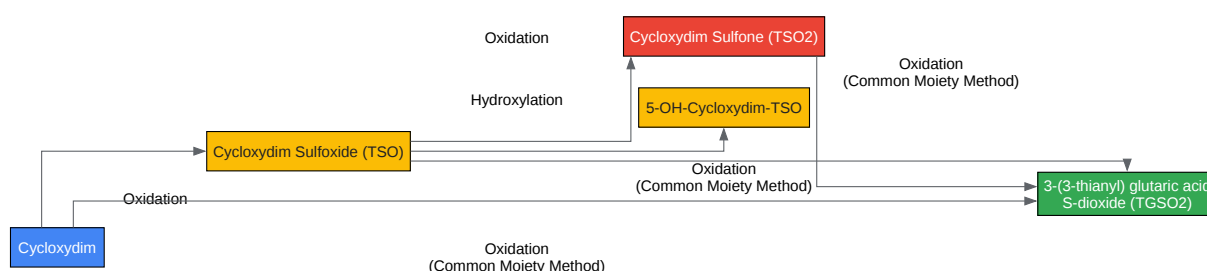 Oxidation
Cycloxydim Sulfone (TSO2)
Oxidation
(Common Moiety Method)
Hydroxylation
5-OH-Cycloxydim-TSO
Cycloxydim Sulfoxide (TSO)
Oxidation
(Common Moiety Method)
3-(3-thianyl) glutaric acid
S-dioxide (TGSO2)
Oxidation
Cycloxydim
Oxidation
(Common Moiety Method)